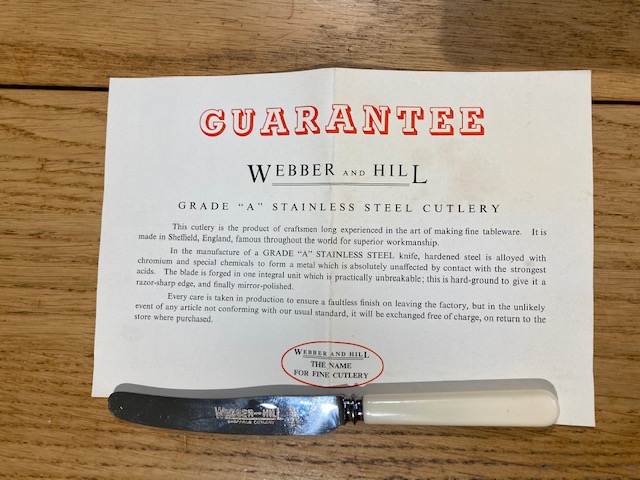 GUARANTEE
WEBBER AND HILL
GRADE "A" STAINLESS STEEL CUTLERY
This cutlery is the product of craftsmen long experienced in the art of making fine tableware. It is
made in Sheffield, England, famous throughout the world for superior workmanship.
In the manufacture of a GRADE "A" STAINLESS STEEL knife, hardened steel is alloyed with
chromium and special chemicals to form a metal which is absolutely unaffected by contact with the strongest
acids. The blade is forged in one integral unit which is practically unbreakable; this is hard-ground to give it a
razor-sharp edge, and finally mirror-polished.
Every care is taken in production to ensure a faultless finish on leaving the factory, but in the unlikely
event of any article not conforming with our usual standard, it will be exchanged free of charge, on return to the
store where purchased.
WEBBER AND HILL
THE NAME
FOR FINE CUTLERY
WEBBER AND HILL
SHEFFIELD CUTLERY